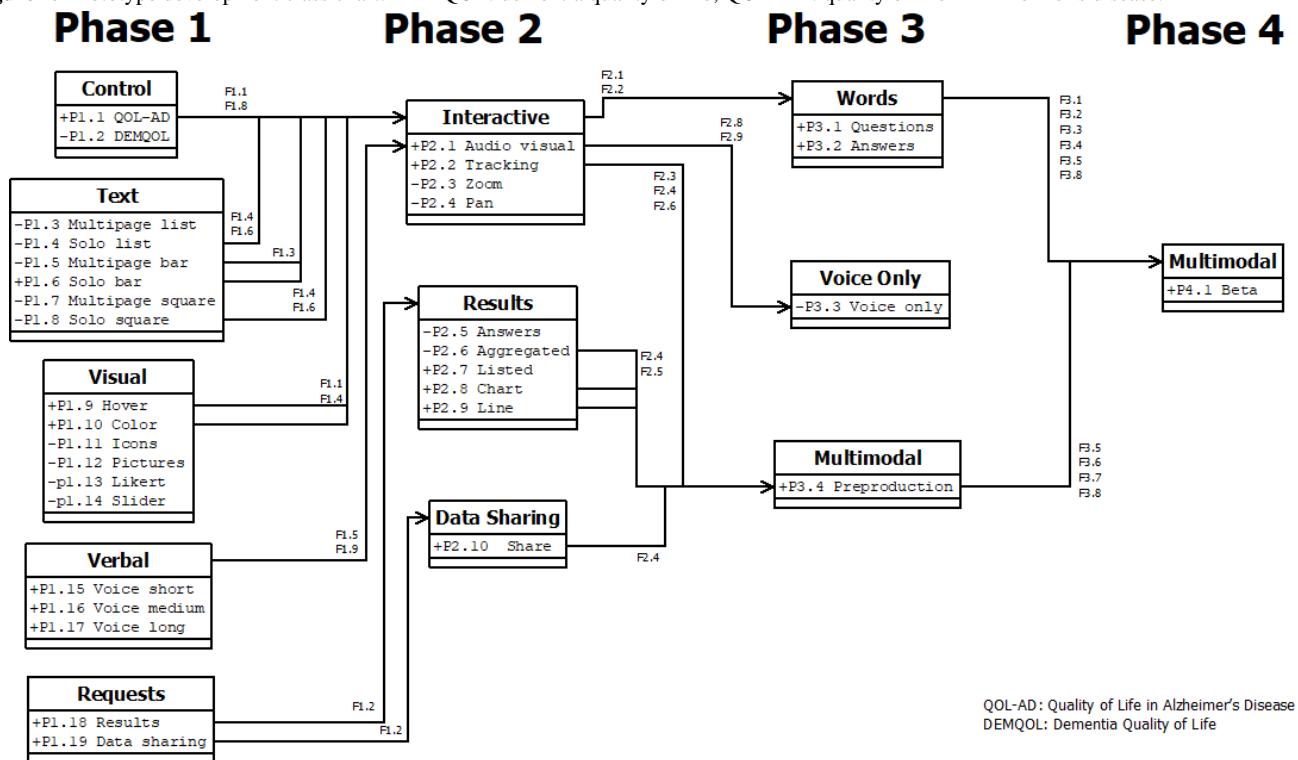 Phase 1
Phase 2
Phase 3
Phase 4
Control
+P1.1 QOL-AD
-P1.2 DEMQOL
F1.1
F1.8
Text
-P1.3 Multipage list
-P1.4 Solo list
-P1.5 Multipage bar
+P1.6 Solo bar
-P1.7 Multipage square
-P1.8 Solo square
F1.4
F1.6
F1.3
F1.4
F1.6
Visual
+P1.9 Hover
+P1.10 Color
-P1.11 Icons
-P1.12 Pictures
-p1.13 Likert
-p1.14 Slider
F1.1
F1.4
Verbal
+P1.15 Voice short
+P1.16 Voice medium
+P1.17 Voice long
F1.5
F1.9
Requests
+P1.18 Results
+P1.19 Data sharing
F1.2
F1.2
Interactive
+P2.1 Audio visual
+P2.2 Tracking
-P2.3 Zoom
-P2.4 Pan
F2.1
F2.2
F2.8
F2.9
F2.3
F2.4
F2.6
Results
-P2.5 Answers
-P2.6 Aggregated
+P2.7 Listed
+P2.8 Chart
+P2.9 Line
F2.4
F2.5
Data Sharing
+P2.10 Share
F2.4
Words
+P3.1 Questions
+P3.2 Answers
F3.1
F3.2
F3.3
F3.4
F3.5
F3.8
Voice Only
-P3.3 Voice only
Multimodal
+P3.4 Preproduction
F3.5
F3.6
F3.7
F3.8
Multimodal
+P4.1 Beta
QOL-AD: Quality of Life in Alzheimer's Disease
DEMQOL: Dementia Quality of Life